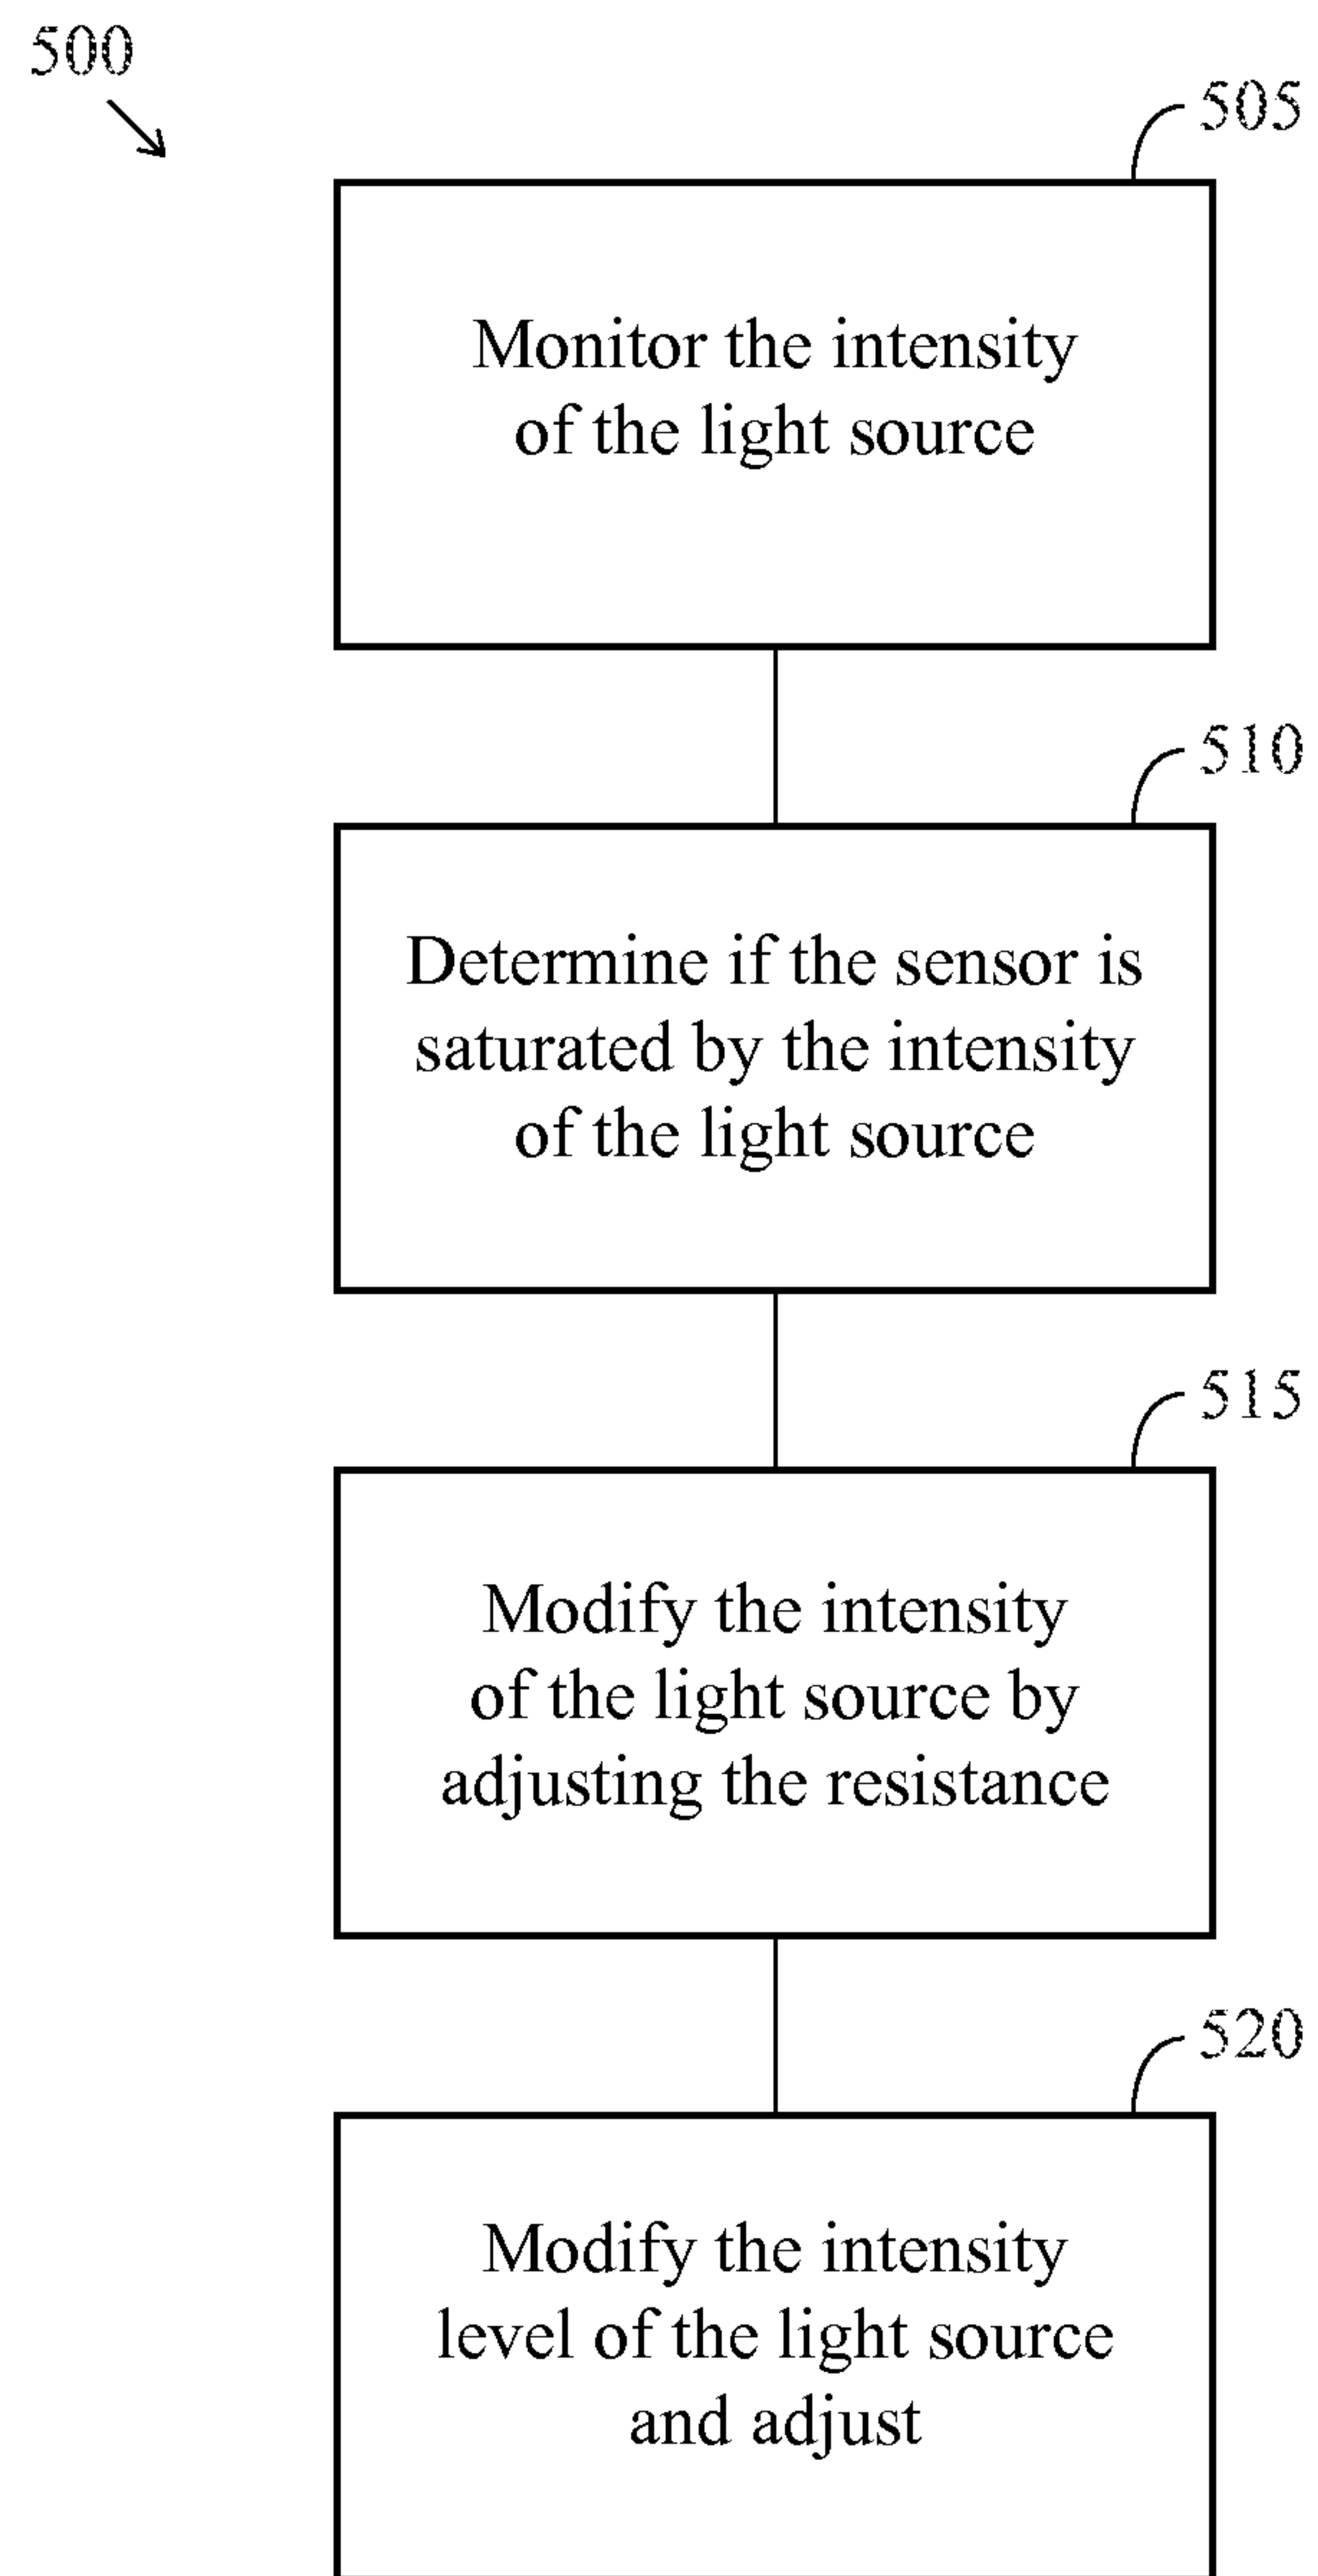 500
505
Monitor the intensity
of the light source
510
Determine if the sensor is
saturated by the intensity
of the light source
515
Modify the intensity
of the light source by
adjusting the resistance
520
Modify the intensity
level of the light source
and adjust